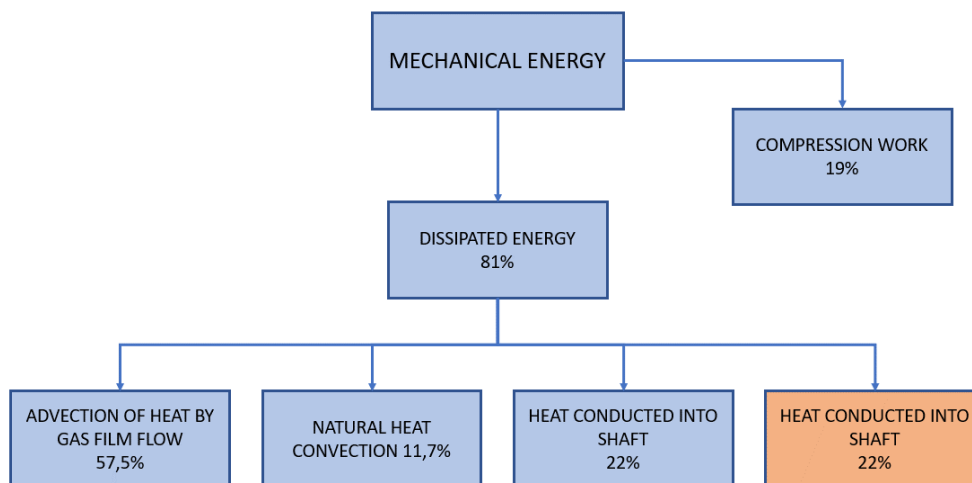 MECHANICAL ENERGY
COMPRESSION WORK
19%
DISSIPATED ENERGY
81%
ADVECTION OF HEAT BY
GAS FILM FLOW
57,5%
NATURAL HEAT
CONVECTION 11,7%
HEAT CONDUCTED INTO
SHAFT
22%
HEAT CONDUCTED INTO
SHAFT
22%